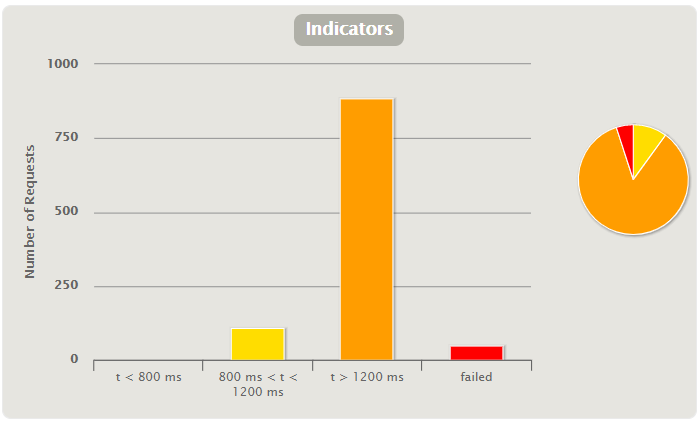 Indicators
Number of Requests
1000
750
500
250
0
t < 800 ms
800 ms < t <
1200 ms
t > 1200 ms
failed